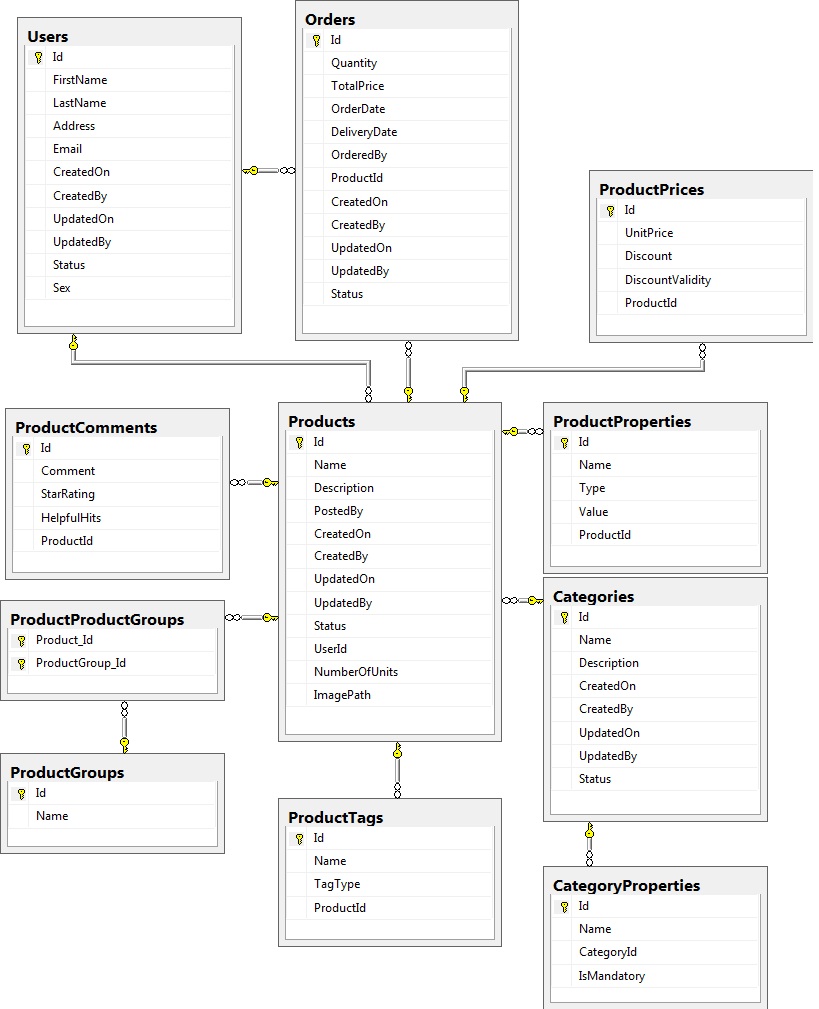 Users
Id
FirstName
LastName
Address
Email
CreatedOn
CreatedBy
UpdatedOn
UpdatedBy
Status
Sex
Orders
Id
Quantity
TotalPrice
OrderDate
DeliveryDate
OrderedBy
ProductId
CreatedOn
CreatedBy
UpdatedOn
UpdatedBy
Status
ProductPrices
Id
UnitPrice
Discount
DiscountValidity
ProductId
ProductComments
Id
Comment
StarRating
HelpfulHits
ProductId
Products
Id
Name
Description
PostedBy
CreatedOn
CreatedBy
UpdatedOn
UpdatedBy
Status
UserId
NumberOfUnits
ImagePath
ProductProperties
Id
Name
Type
Value
ProductId
Categories
Id
Name
Description
CreatedOn
CreatedBy
UpdatedOn
UpdatedBy
Status
ProductProductGroups
Product_Id
ProductGroup_Id
ProductGroups
Id
Name
ProductTags
Id
Name
TagType
ProductId
CategoryProperties
Id
Name
CategoryId
IsMandatory